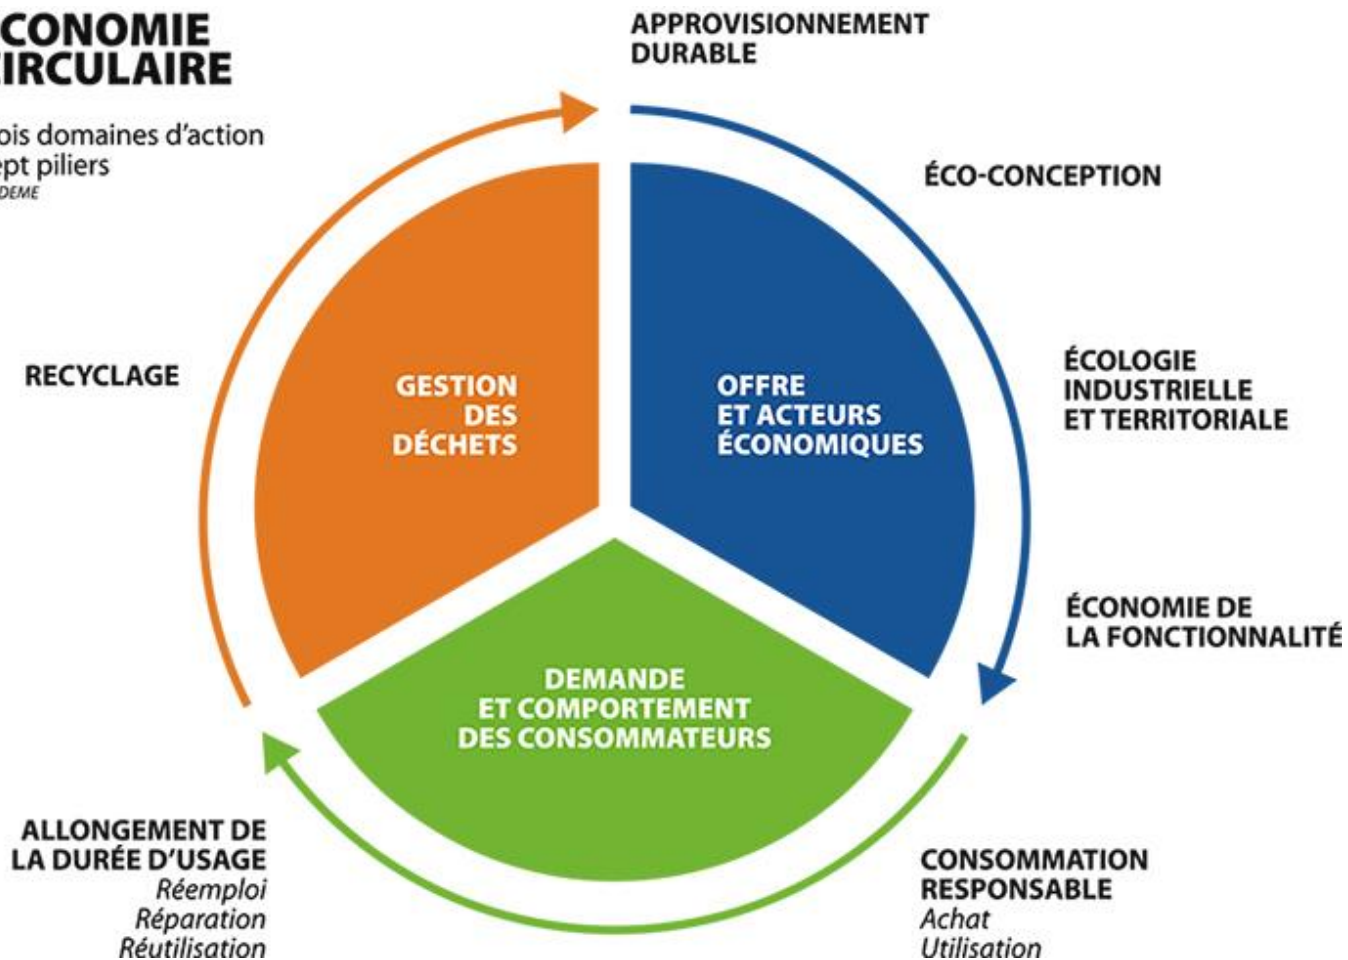 CONOMIE
CIRCULAIRE
ois domaines d'action
ept piliers
DEME
APPROVISIONNEMENT
DURABLE
ÉCO-CONCEPTION
ÉCOLOGIE
INDUSTRIELLE
ET TERRITORIALE
ÉCONOMIE DE
LA FONCTIONNALITÉ
CONSOMMATION
RESPONSABLE
Achat
Utilisation
ALLONGEMENT DE
LA DURÉE D'USAGE
Réemploi
Réparation
Réutilisation
RECYCLAGE
GESTION
DES
DÉCHETS
OFFRE
ET ACTEURS
ÉCONOMIQUES
DEMANDE
ET COMPORTEMENT
DES CONSOMMATEURS